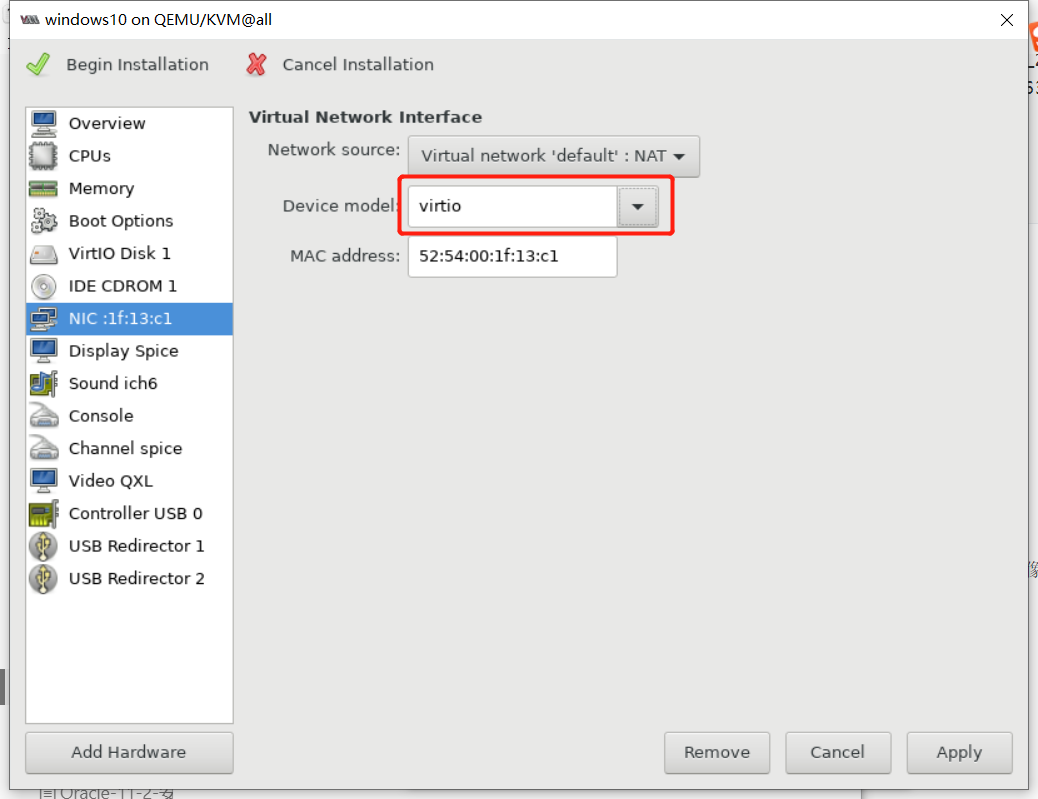 windows10 on QEMU/KVM@all
Begin Installation
Cancel Installation
Overview
CPUs
Memory
Boot Options
VirtIO Disk 1
IDE CDROM 1
NIC :1f:13:c1
Display Spice
Sound ich6
Console
Channel spice
Video QXL
Controller USB 0
USB Redirector 1
USB Redirector 2
Add Hardware
Virtual Network Interface
Network source: Virtual network 'default' : NAT
Device model: virtio
MAC address: 52:54:00:1f:13:c1
Remove
Cancel
Apply